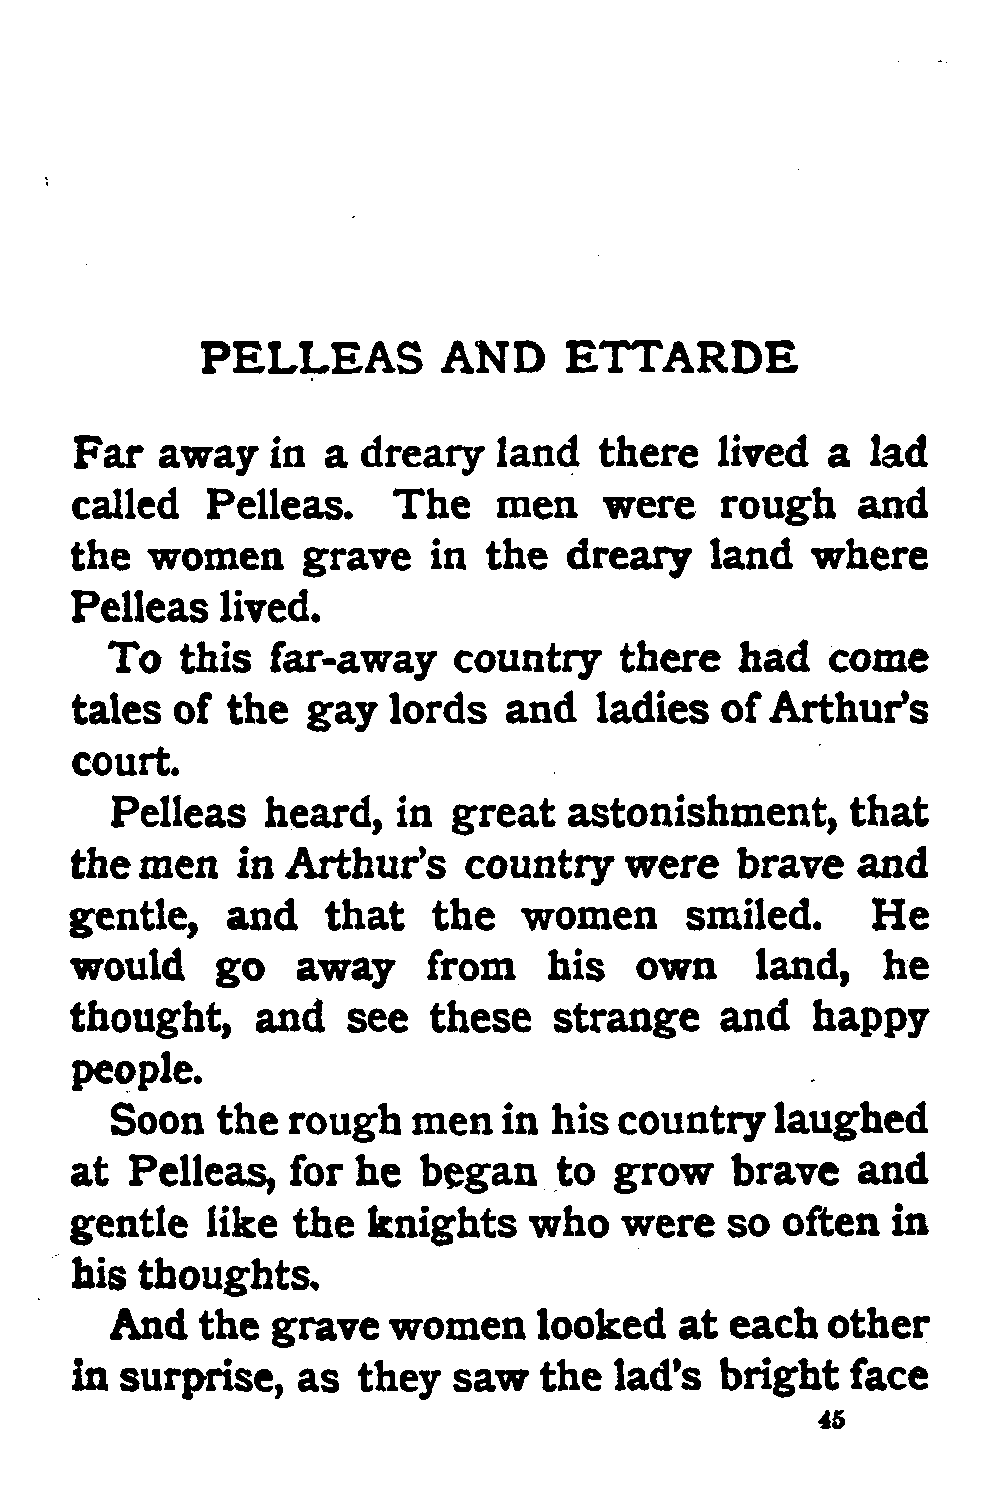 PELLEAS AND ETTARDE
Far away in a dreary land there lived a lad
called Pelleas. The men were rough and
the women grave in the dreary land where
Pelleas lived.
To this far-away country there had come
tales of the gay lords and ladies of Arthur's
court.
Pelleas heard, in great astonishment, that
the men in Arthur's country were brave and
gentle, and that the women smiled. He
would go away from his own land, he
thought, and see these strange and happy
people.
Soon the rough men in his country laughed
at Pelleas, for he began to grow brave and
gentle like the knights who were so often in
his thoughts.
And the grave women looked at each other
in surprise, as they saw the lad's bright face
45